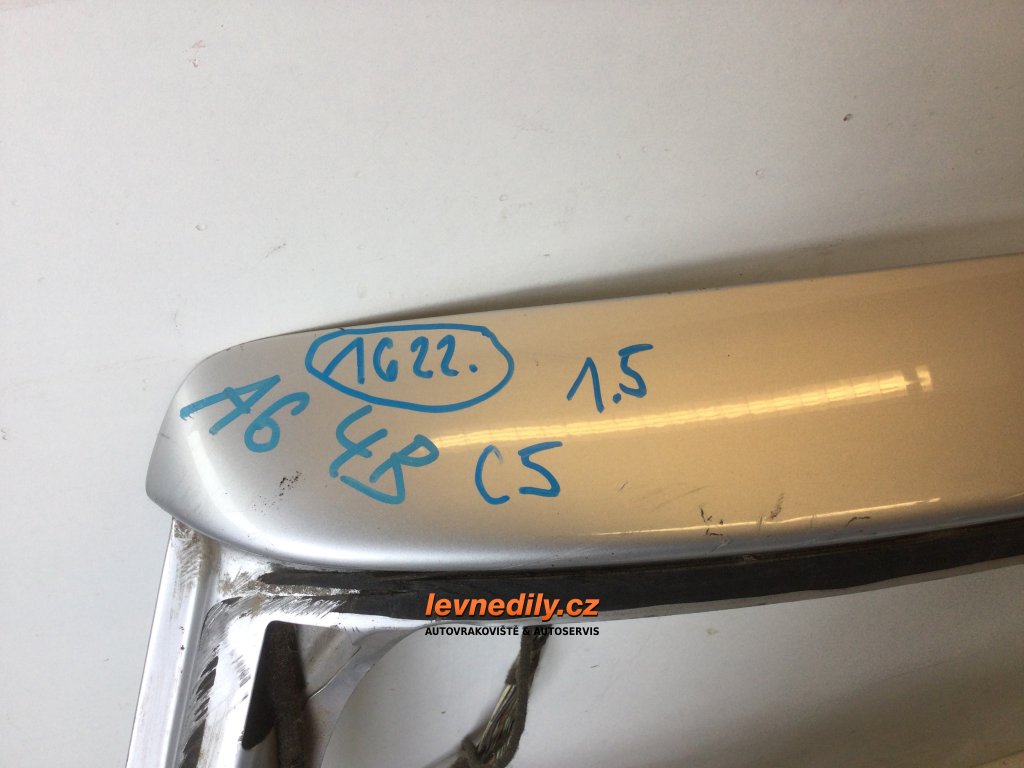 1622.
1.5
A6 4B C5
levnedily.cz
AUTOVRAKOVIŠTĚ & AUTOSERVIS